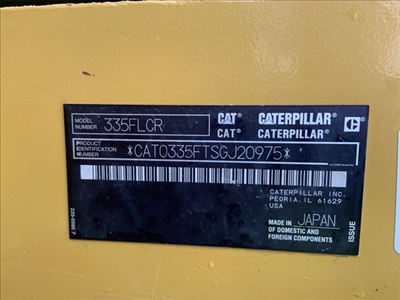 MODEL NUMBER 335FLCR
CAT CATERPILLAR
CAT® CATERPILLAR®
PRODUCT IDENTIFICATION NUMBER *CAT0335FTSGJ20975*
CATERPILLAR INC.
PEORIA IL 61629
USA
MADE IN JAPAN
OF DOMESTIC AND
FOREIGN COMPONENTS
ISSUE